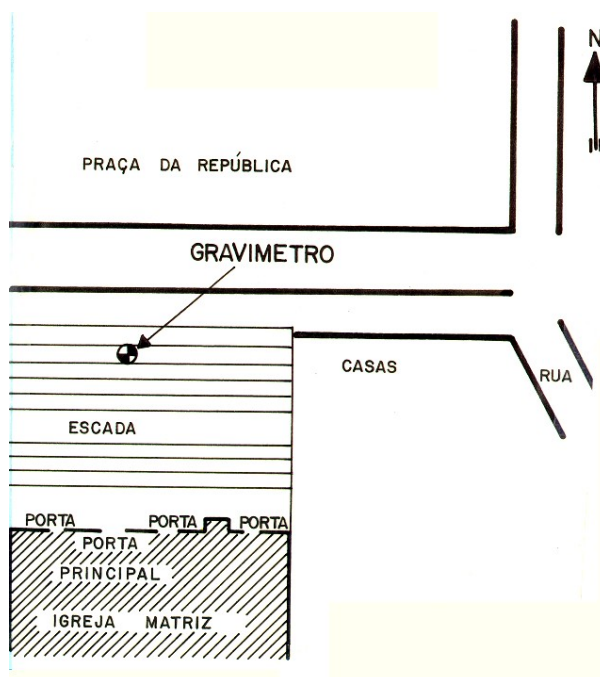 N
PRAÇA DA REPÚBLICA
GRAVIMETRO
CASAS
RUA
ESCADA
PORTA
PORTA
PORTA
PORTA
PRINCIPAL
IGREJA MATRIZ